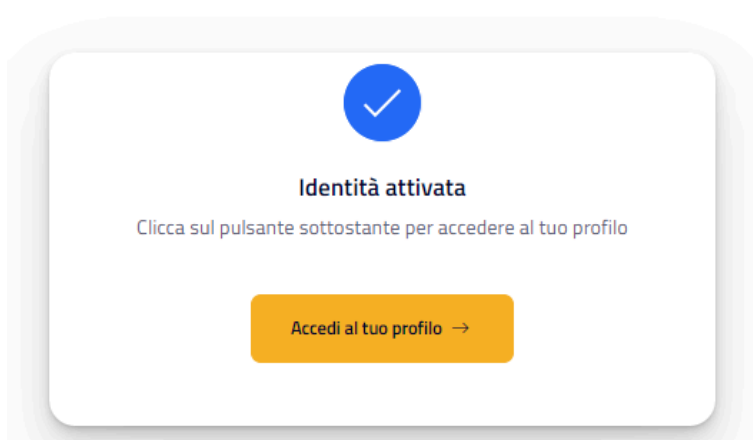 Identità attivata
Clicca sul pulsante sottostante per accedere al tuo profilo
Accedi al tuo profilo →